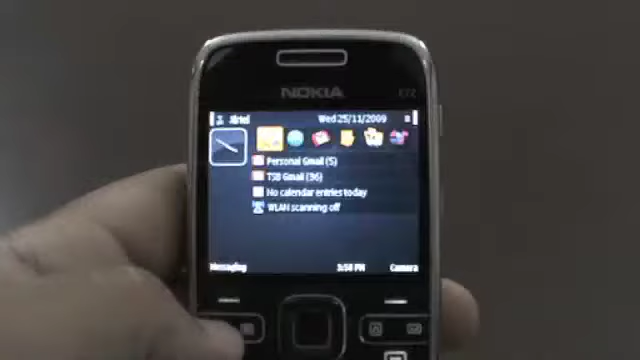 NOKIA E72
Airtel Wed 25/11/2009
Personal Gmail (5)
TSB Gmail (36)
No calendar entries today
WLAN scanning off
Messaging 3:58 PM Camera